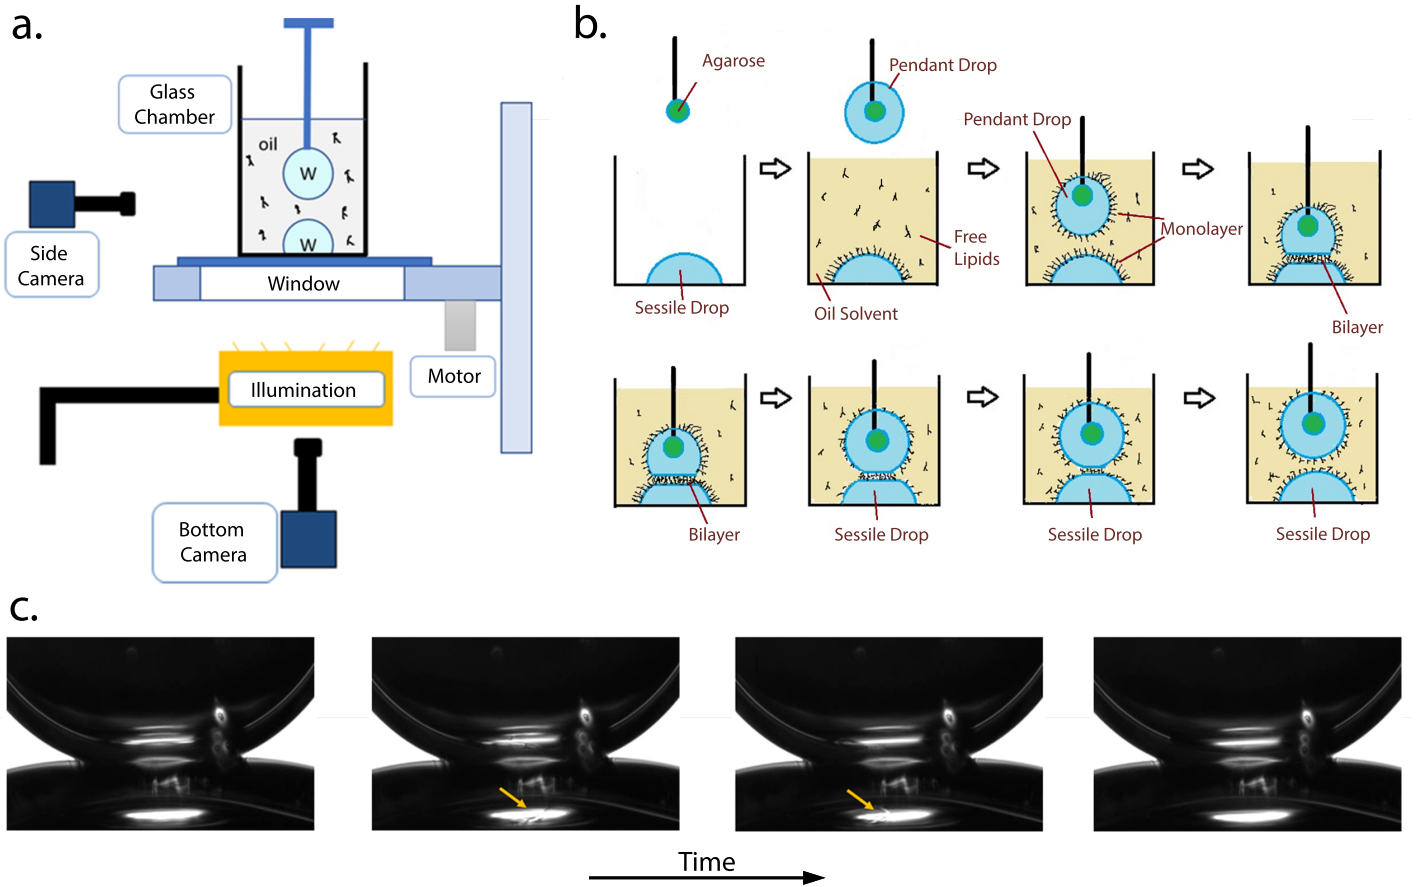 a.
Glass
Chamber
oil
W
W
Side
Camera
Window
Motor
Illumination
Bottom
Camera
b.
Agarose
Sessile Drop
Pendant Drop
Free
Lipids
Oil Solvent
Pendant Drop
Monolayer
Bilayer
Bilayer
Sessile Drop
Sessile Drop
Sessile Drop
c.
Time